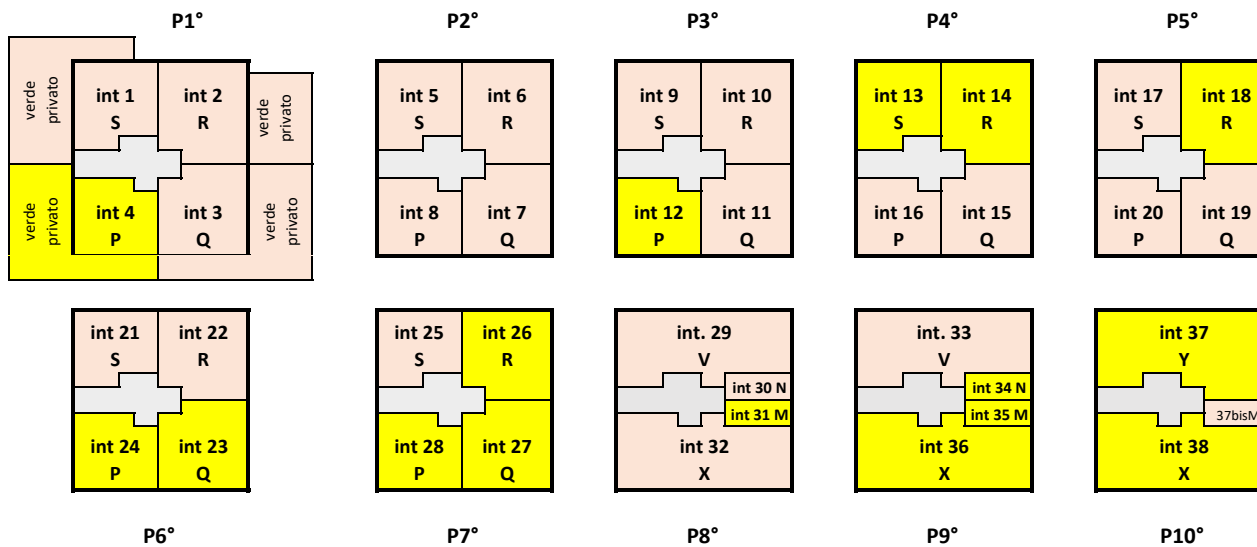 P1° P2° P3° P4° P5°
verde privato
int 1 S
int 2 R
verde privato
verde privato
int 4 P
int 3 Q
verde privato
int 5 S
int 6 R
int 8 P
int 7 Q
int 9 S
int 10 R
int 12 P
int 11 Q
int 13 S
int 14 R
int 16 P
int 15 Q
int 17 S
int 18 R
int 20 P
int 19 Q
int 21 S
int 22 R
int 24 P
int 23 Q
int 25 S
int 26 R
int 28 P
int 27 Q
int. 29 V
int 30 N
int 31 M
int 32 X
int. 33 V
int 34 N
int 35 M
int 36 X
int 37 Y
37bisM
int 38 X
P6° P7° P8° P9° P10°